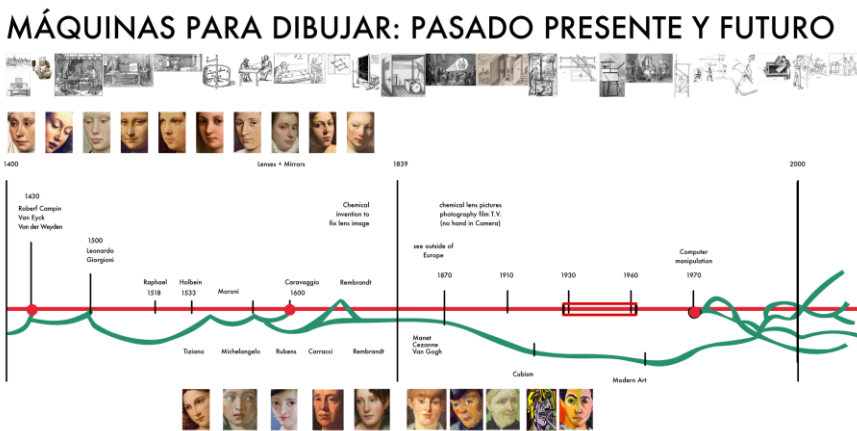 MÁQUINAS PARA DIBUJAR: PASADO PRESENTE Y FUTURO
1400
Lenses + Mirrors
1839
2000
1430
Roberf Campin
Van Eyck
Van der Weyden
1500
Leonardo
Giorgioni
Raphael
1518
Holbein
1533
Moroni
Caravaggio
1600
Rembrandt
Chemical
invention to
fix lens image
chemical lens pictures
photography film T.V.
(no hand in Camera)
see outside of
Europe
1870
1910
1930
1960
Computer
manipulation
1970
Tiziano
Michelangelo
Rubens
Carracci
Rembrandt
Manet
Cezanne
Van Gogh
Cubism
Modern Art